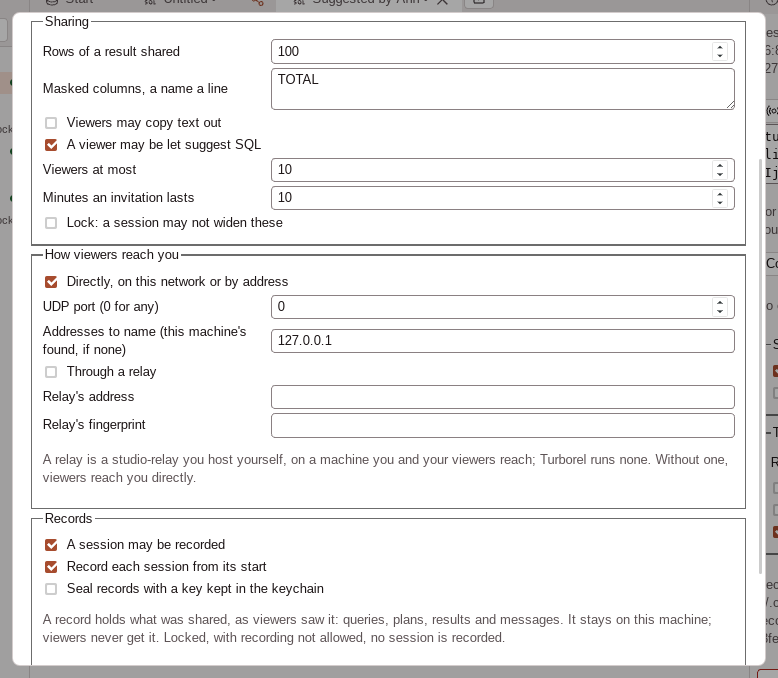 Start
Untitled
Suggested by Ann
Sharing
Rows of a result shared
100
Masked columns, a name a line
TOTAL
Viewers may copy text out
A viewer may be let suggest SQL
Viewers at most
10
Minutes an invitation lasts
10
Lock: a session may not widen these
How viewers reach you
Directly, on this network or by address
UDP port (0 for any)
0
Addresses to name (this machine's
found, if none)
127.0.0.1
Through a relay
Relay's address
Relay's fingerprint
A relay is a studio-relay you host yourself, on a machine you and your viewers reach; Turborel runs none. Without one,
viewers reach you directly.
Records
A session may be recorded
Record each session from its start
Seal records with a key kept in the keychain
A record holds what was shared, as viewers saw it: queries, plans, results and messages. It stays on this machine;
viewers never get it. Locked, with recording not allowed, no session is recorded.